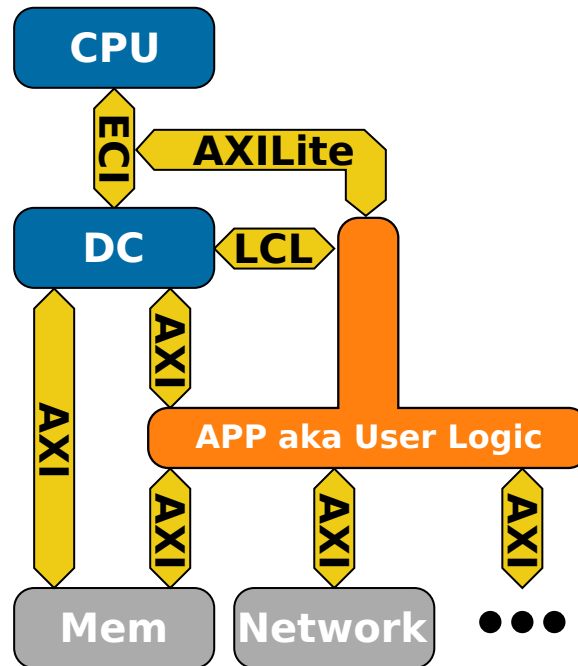 CPU
ECI
AXILite
DC
LCL
AXI
AXI
APP aka User Logic
AXI
AXI
AXI
Mem
Network
●●●